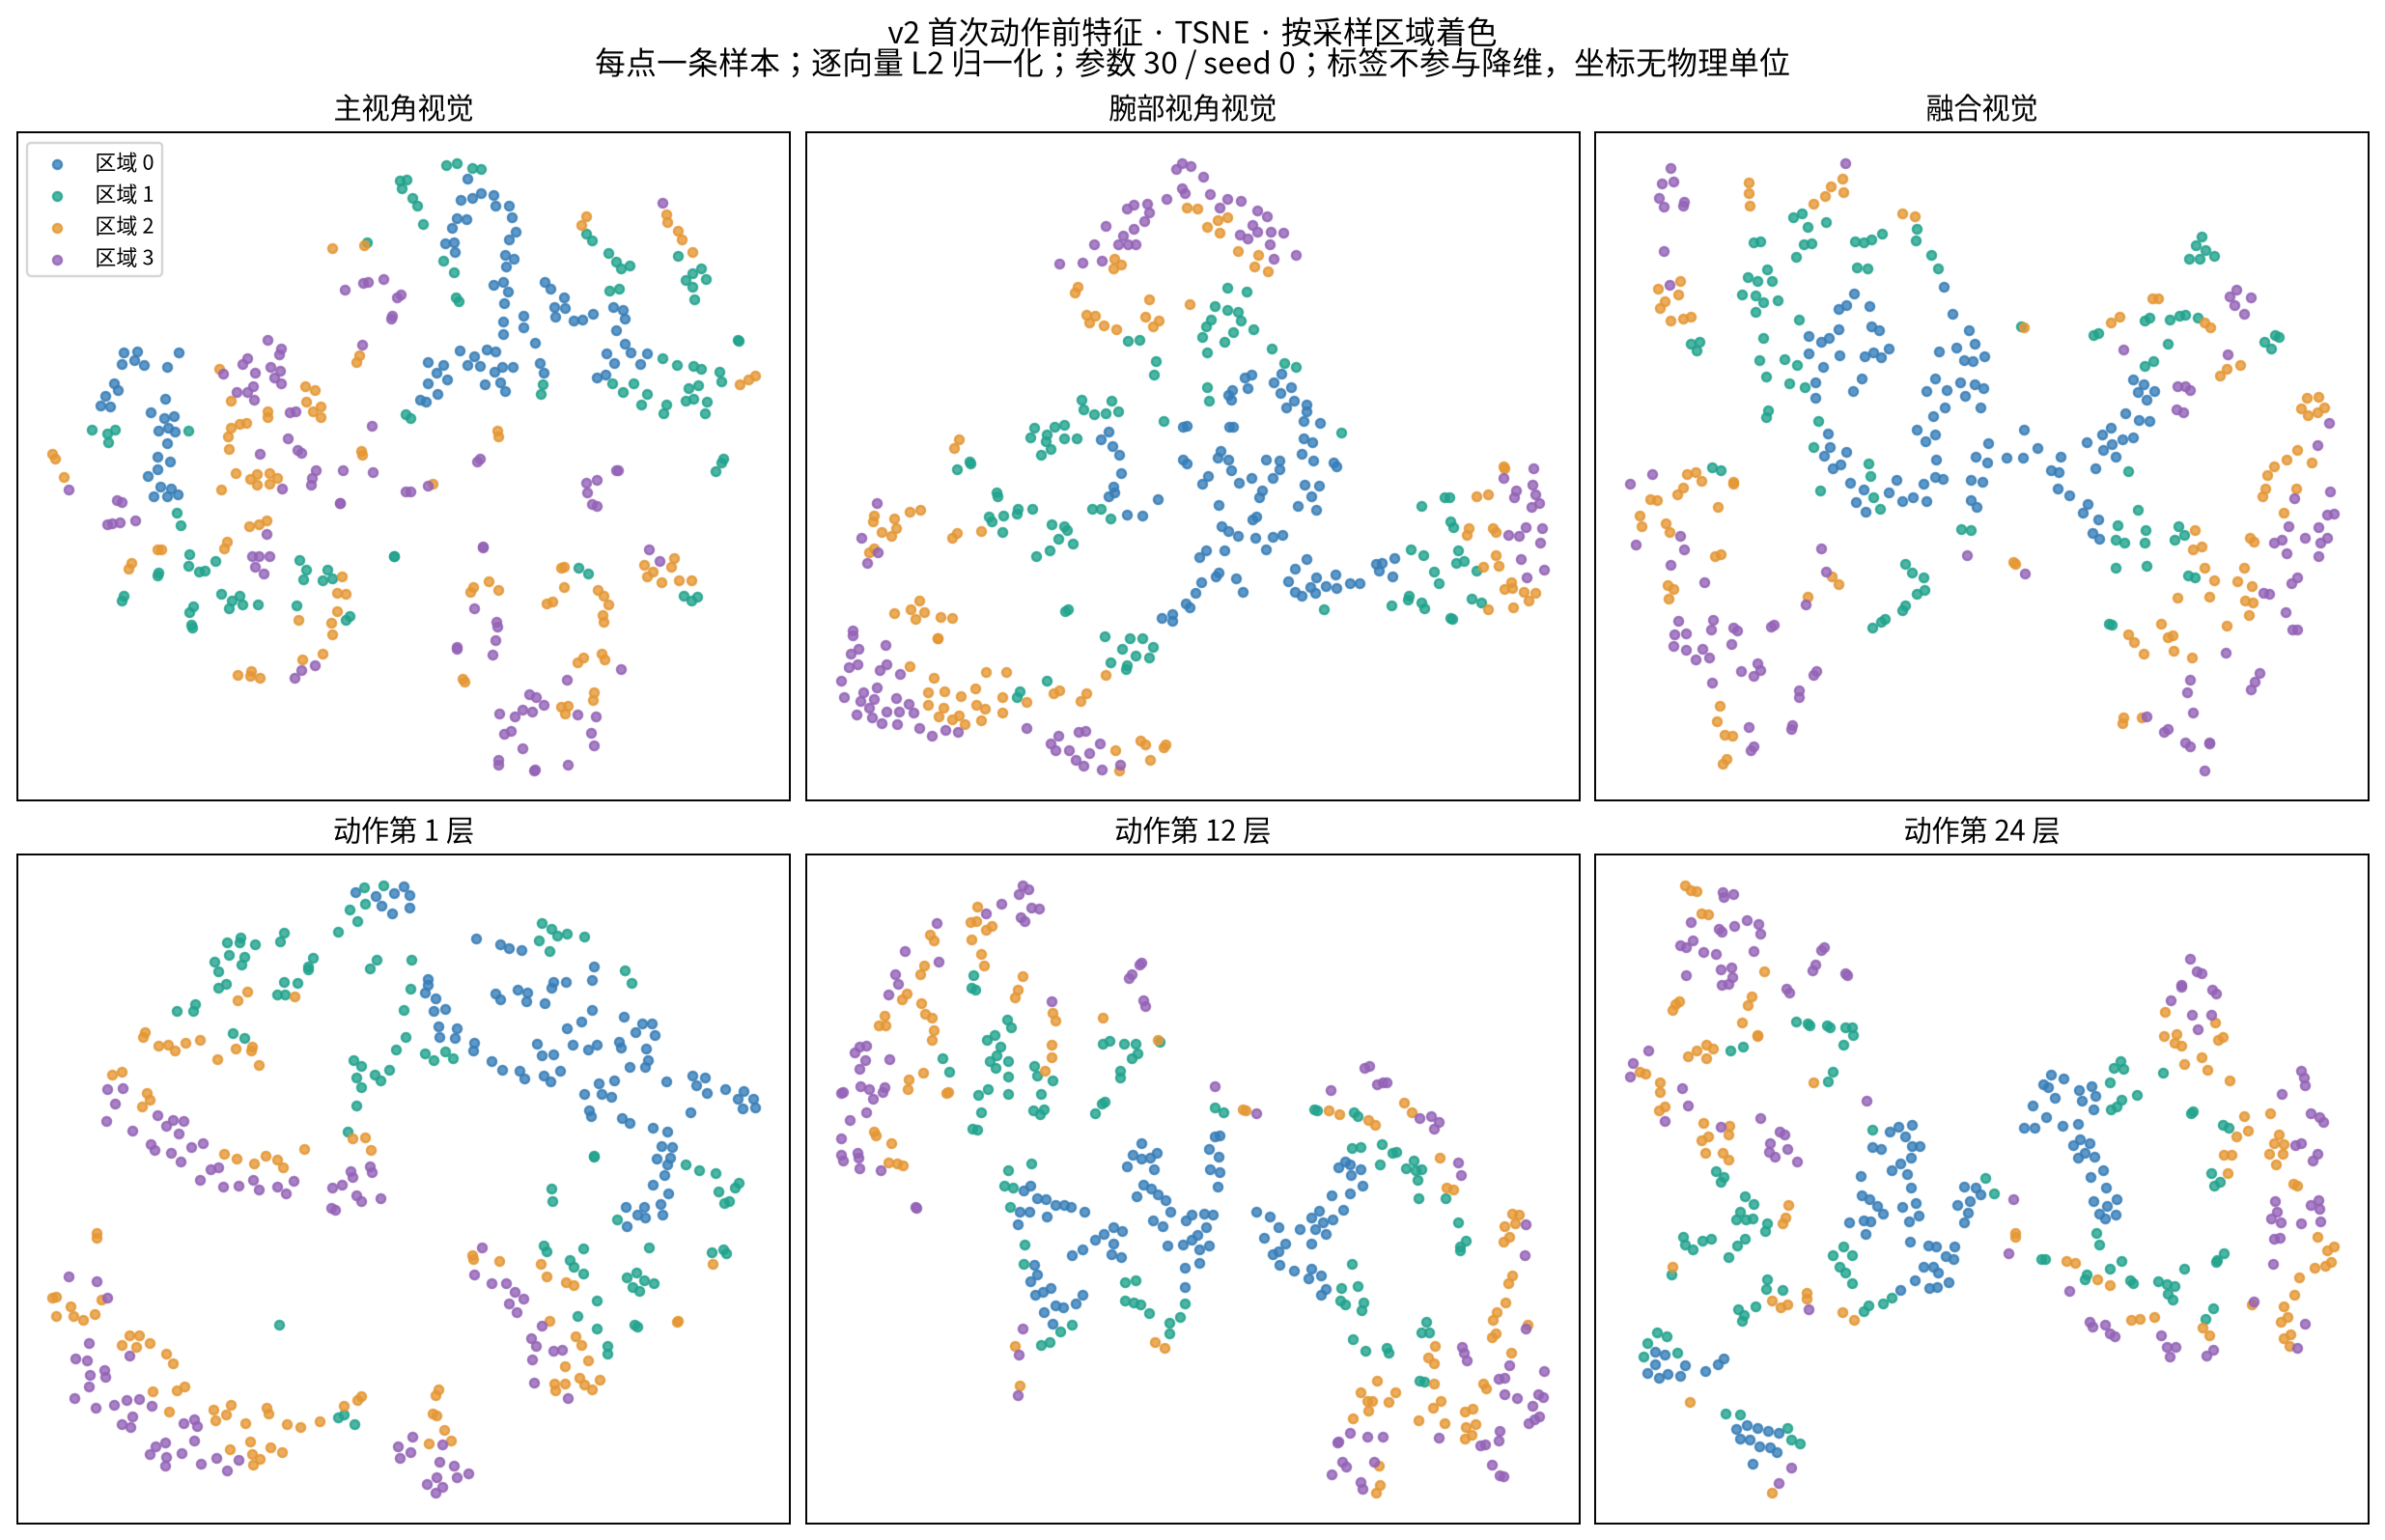 v2 首次动作前特征 · TSNE · 按采样区域着色
每点一条样本；逐向量 L2 归一化；参数 30 / seed 0；标签不参与降维，坐标无物理单位
主视角视觉
腕部视角视觉
融合视觉
区域 0
区域 1
区域 2
区域 3
动作第 1 层
动作第 12 层
动作第 24 层